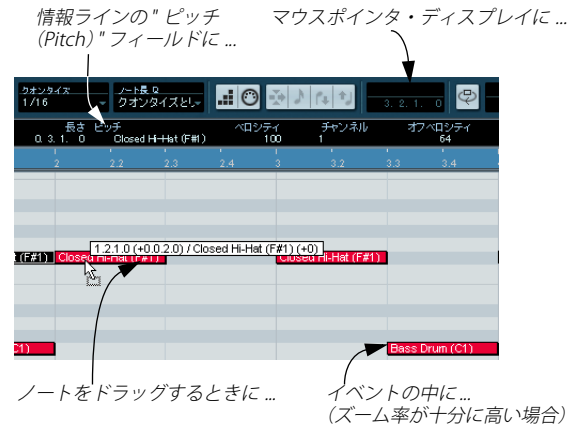 情報ラインの" ピッチ
(Pitch)"フィールドに ...
マウスポインタ・ディスプレイに ...
クオンタイズ
ノート長 Q
1/16
クオンタイズとし
3. 2. 1. 0
長さ ピッチ ベロシティ チャンネル オフベロシティ
0. 3. 1. 0 Closed Hi-Hat (F#1) 100 1 64
2 2.2 2.3 2.4 3 3.2 3.3 3.4
1.2.1.0 (+0.0.2.0) / Closed Hi-Hat (F#1) (+0)
(F#1) Closed Hi-Hat (F#1) Closed Hi-Hat (F#1)
C1) Bass Drum (C1)
ノートをドラッグするときに ...
イベントの中に ...
(ズーム率が十分に高い場合)